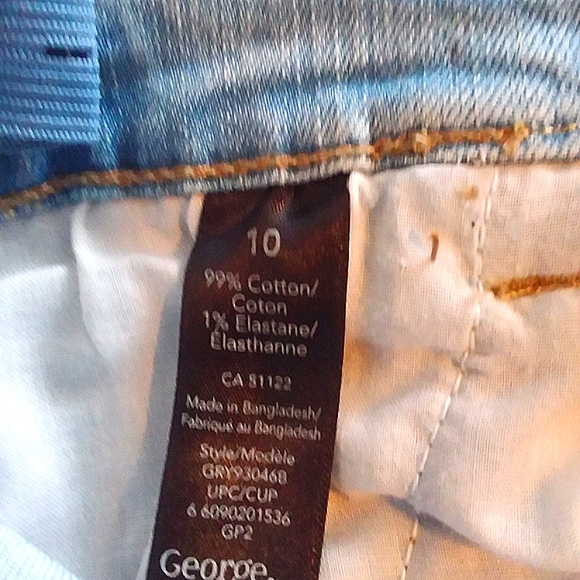 10
99% Cotton/
Coton
1% Elastane/
Élasthanne
CA 51122
Made in Bangladesh/
Fabriqué au Bangladesh
Style/Modèle
GRY93046B
UPC/CUP
6 6090201536
GP2
George.